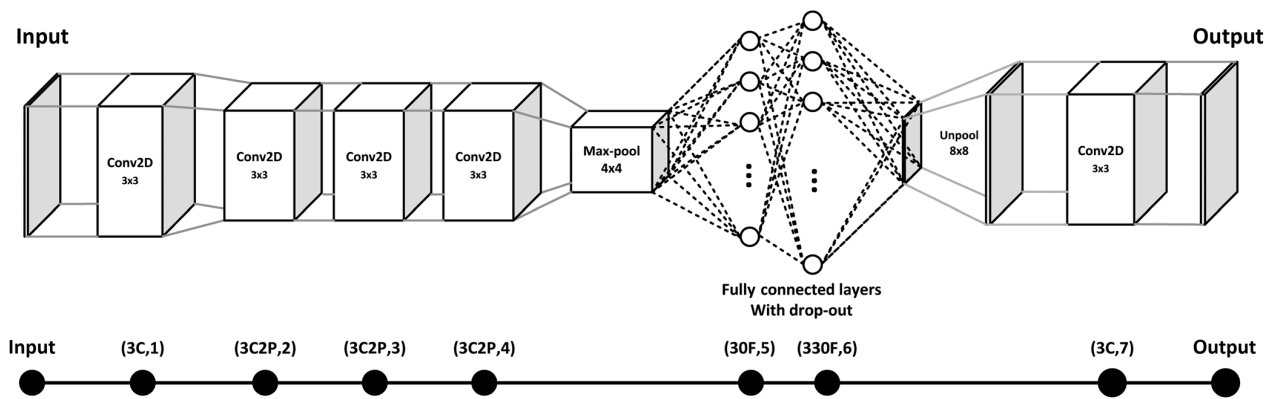 Input
Output
Conv2D
3x3
Conv2D
3x3
Conv2D
3x3
Conv2D
3x3
Max-pool
4x4
Unpool
8x8
Conv2D
3x3
Fully connected layers
With drop-out
Input
(3C,1)
(3C2P,2)
(3C2P,3)
(3C2P,4)
(30F,5)
(330F,6)
(3C,7)
Output